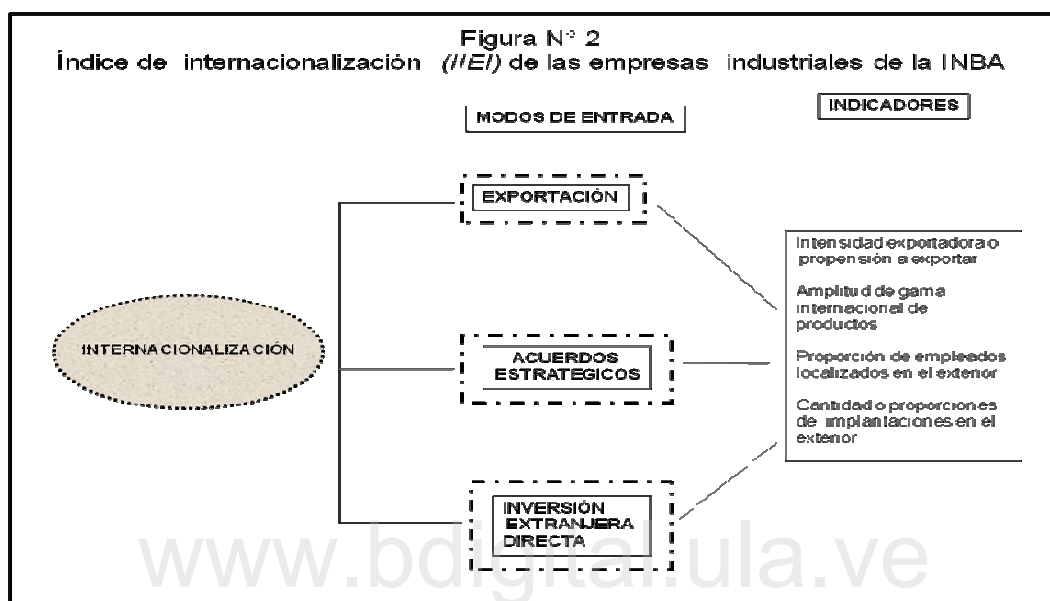 Figura Nº 2
Índice de internacionalización (IIEI) de las empresas industriales de la INBA
MODOS DE ENTRADA
INDICADORES
EXPORTACIÓN
Intensidad exportadora o
propensión a exportar
Amplitud de gama
internacional de
productos
INTERNACIONALIZACIÓN
ACUERDOS
ESTRATEGICOS
Proporción de empleados
localizados en el exterior
Cantidad o proporciones
de implantaciones en el
exterior
INVERSIÓN
EXTRANJERA
DIRECTA
www.bdigital.ula.ve